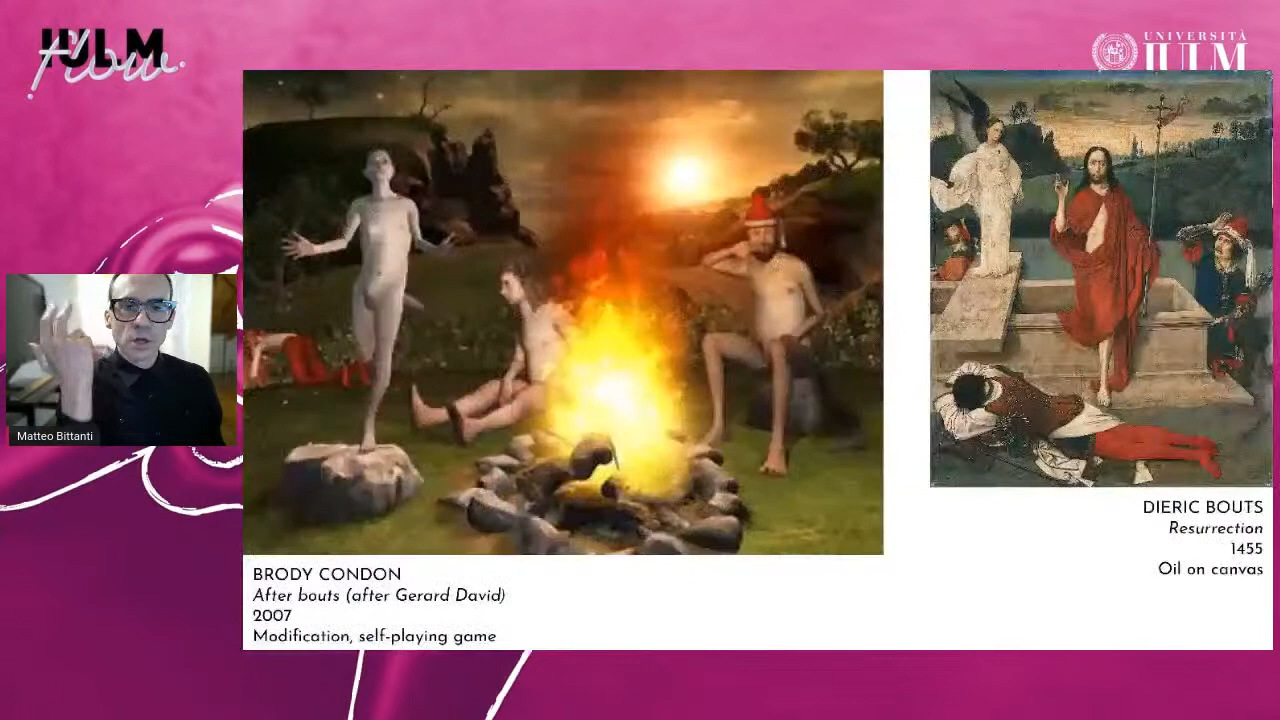 IULM
flow.
UNIVERSITÀ
IULM
Matteo Bittanti
BRODY CONDON
After bouts (after Gerard David)
2007
Modification, self-playing game
DIERIC BOUTS
Resurrection
1455
Oil on canvas